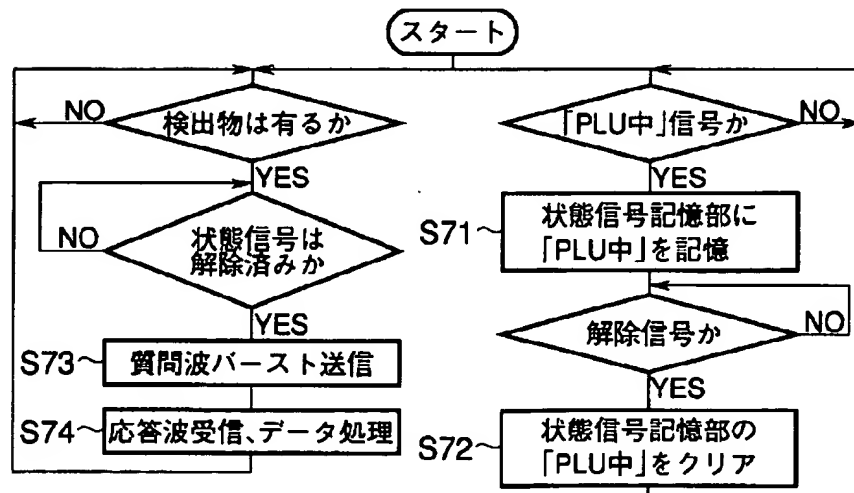 スタート
NO
検出物は有るか
YES
NO
状態信号は
解除済みか
YES
S73~
質問波バースト送信
S74~
応答波受信、データ処理
「PLU中」信号か
NO
YES
S71~
状態信号記憶部に
「PLU中」を記憶
解除信号か
NO
YES
S72~
状態信号記憶部の
「PLU中」をクリア